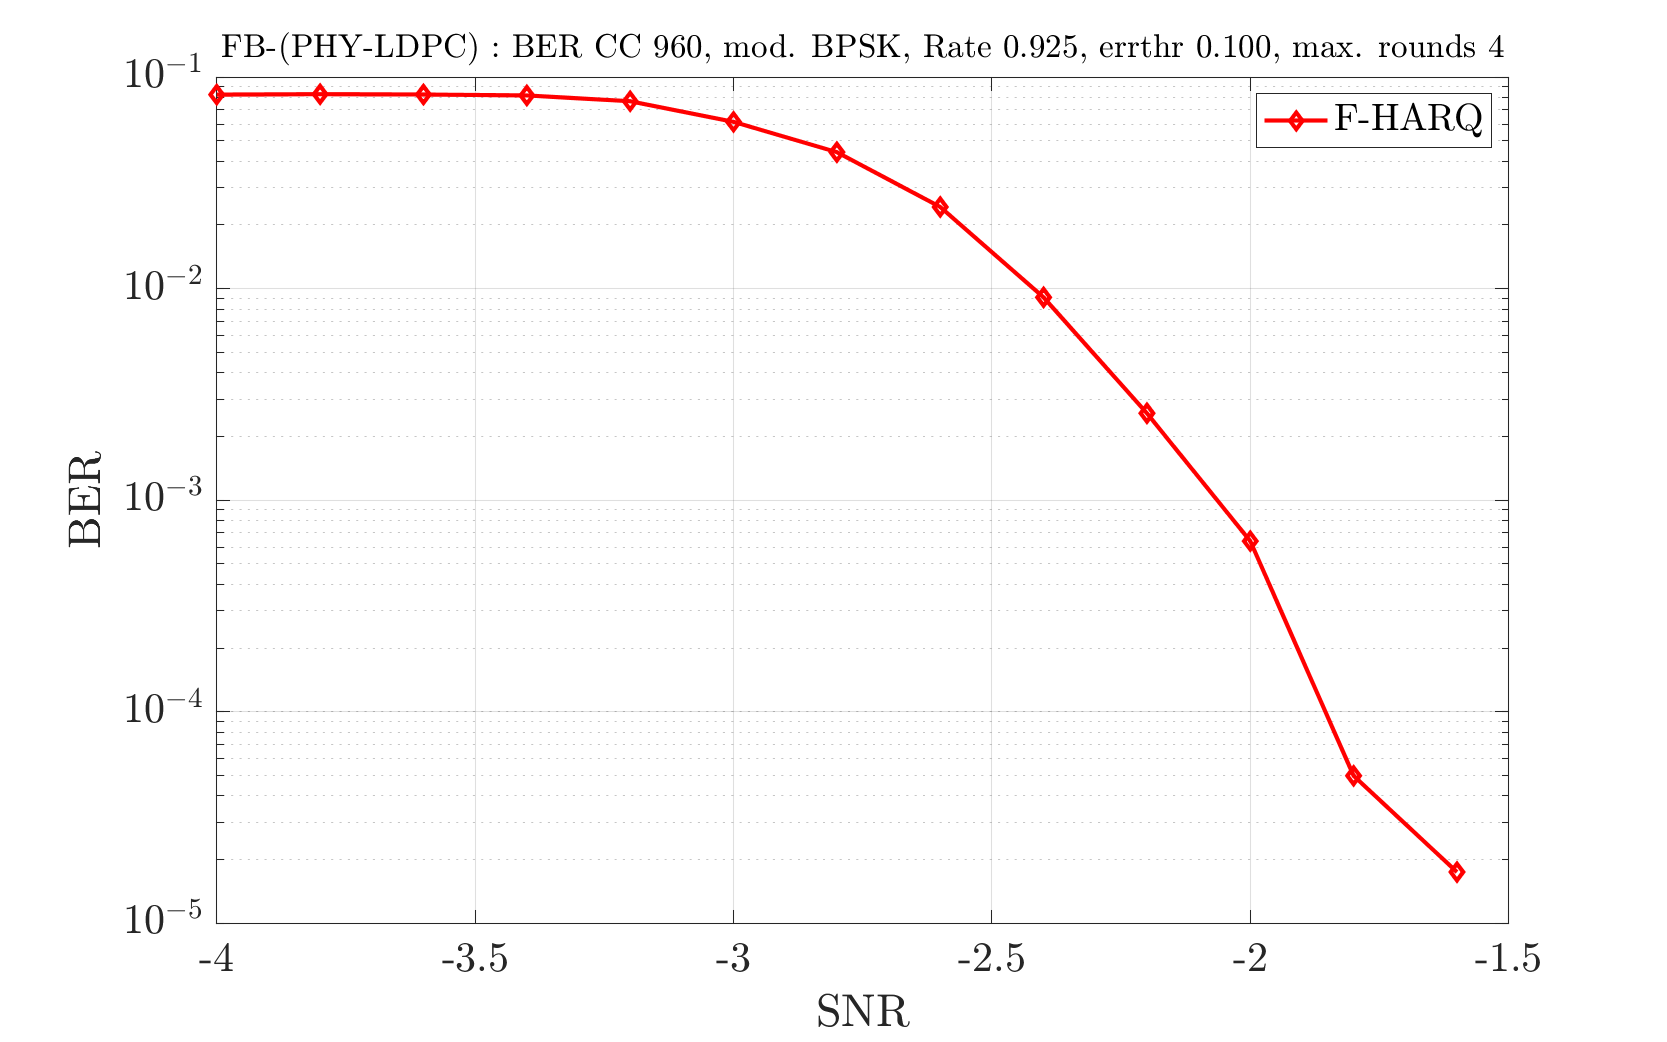 FB-(PHY-LDPC) : BER CC 960, mod. BPSK, Rate 0.925, errthr 0.100, max. rounds 4
F-HARQ
10⁻¹
10⁻²
10⁻³
10⁻⁴
10⁻⁵
BER
-4 -3.5 -3 -2.5 -2 -1.5
SNR